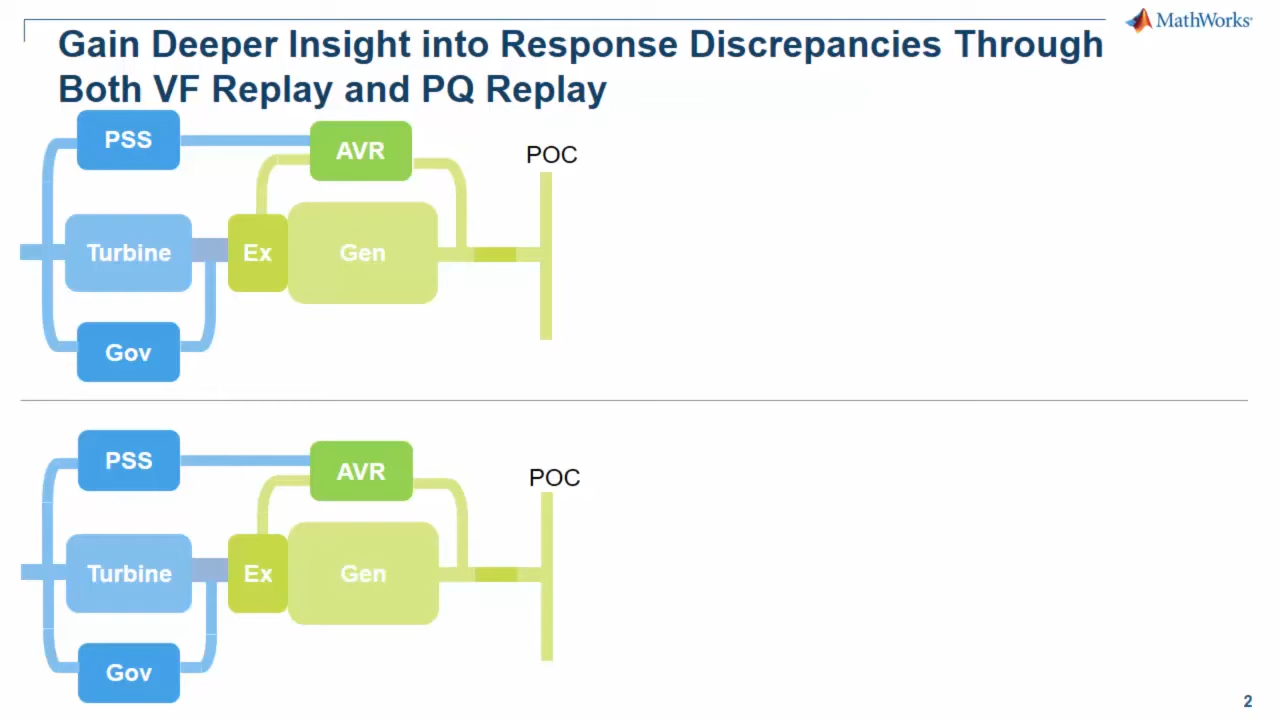 MathWorks
Gain Deeper Insight into Response Discrepancies Through
Both VF Replay and PQ Replay
PSS
AVR
POC
Turbine
Ex
Gen
Gov
PSS
AVR
POC
Turbine
Ex
Gen
Gov
2